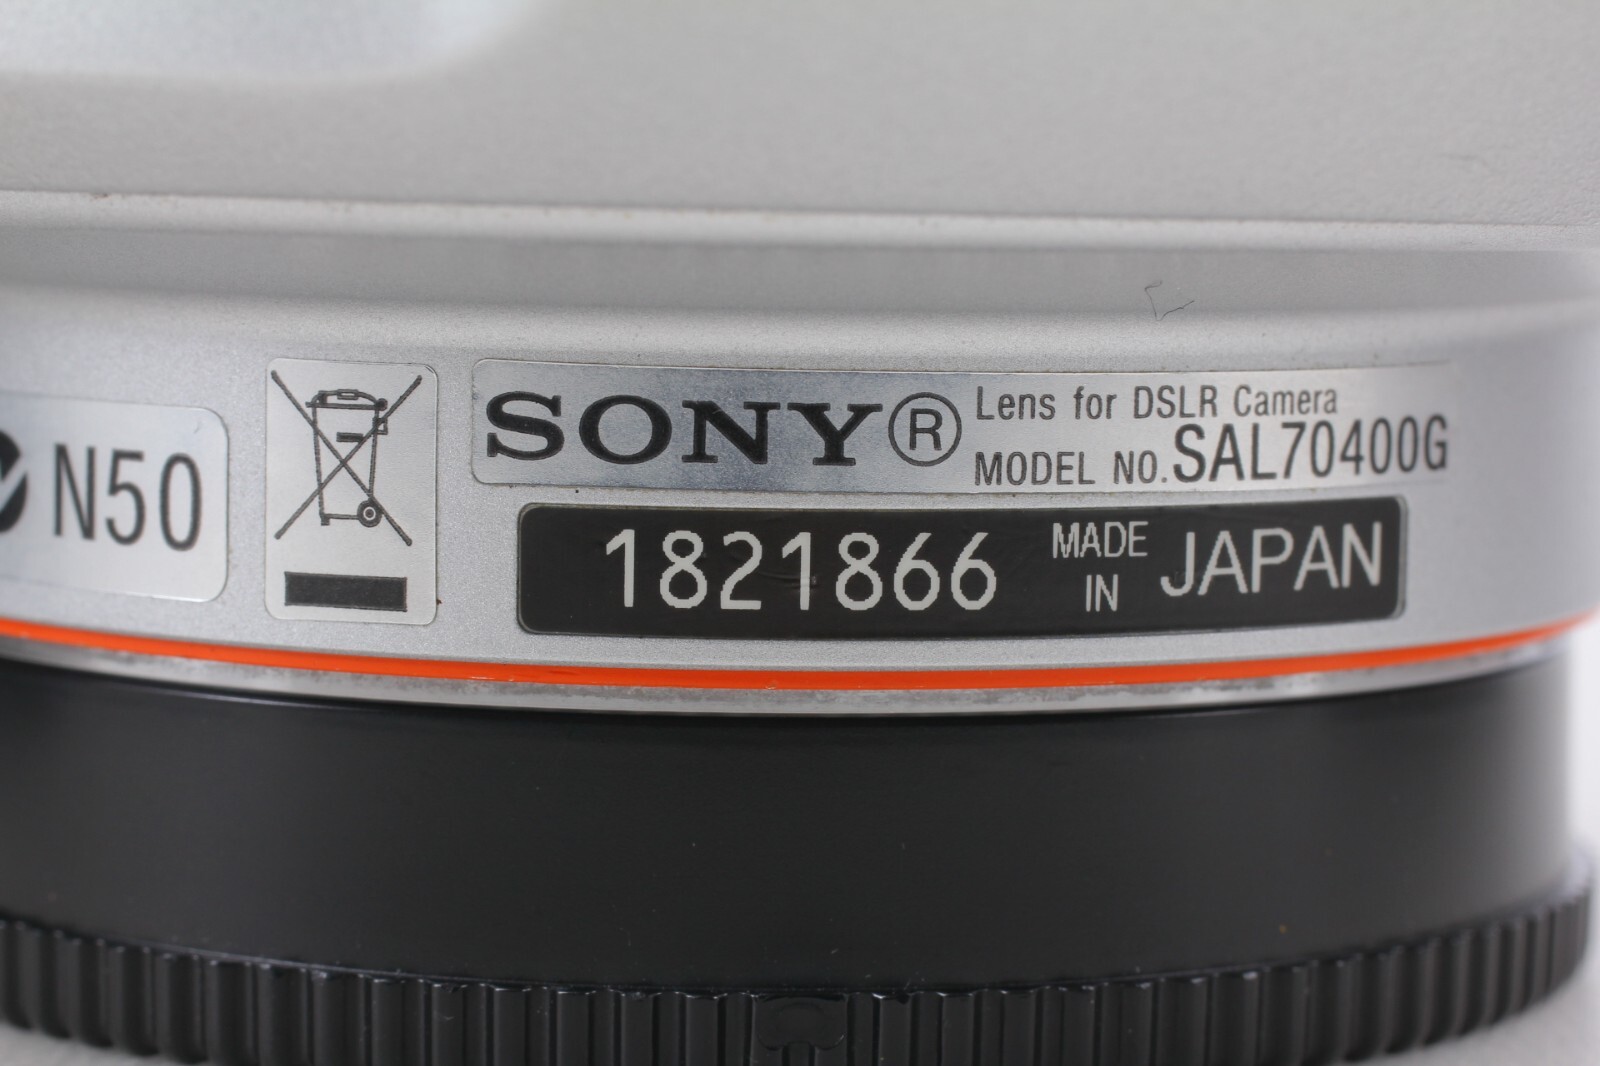 N50
SONY®
Lens for DSLR Camera
MODEL NO. SAL70400G
1821866
MADE
IN
JAPAN